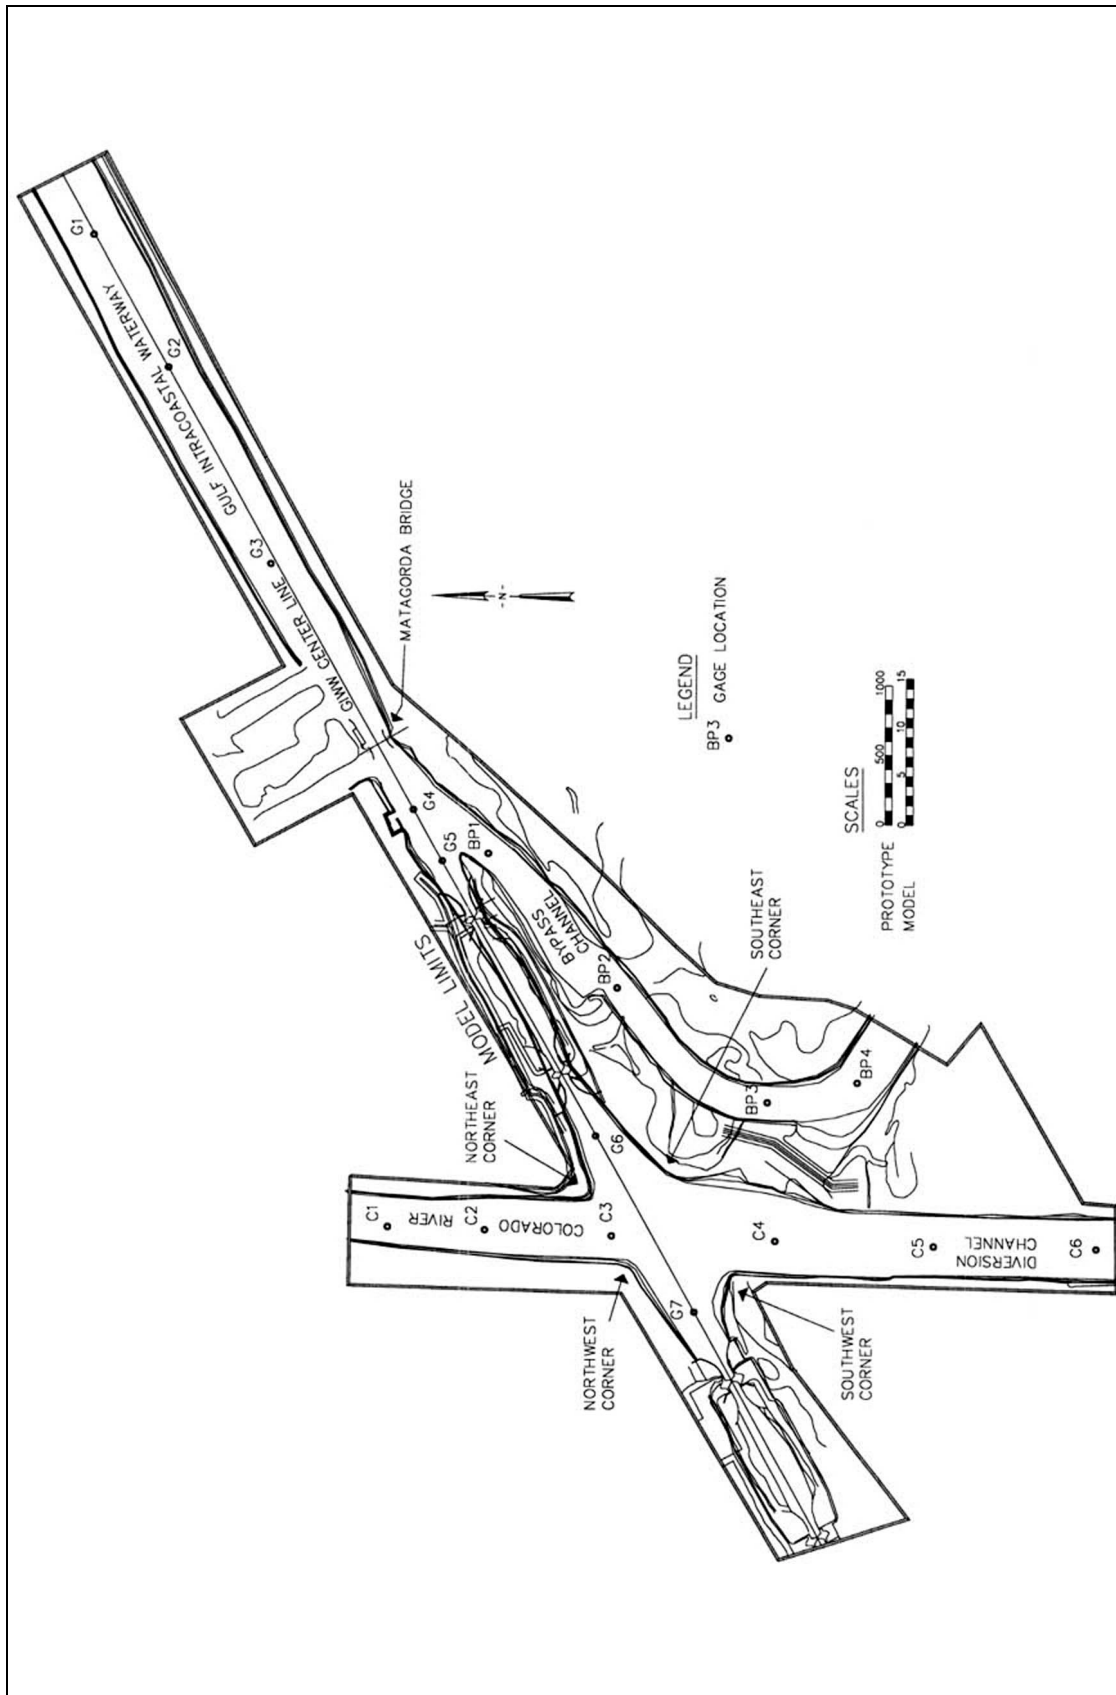 G1
GULF INTRACOASTAL WATERWAY
G2
G3
GIWW CENTER LINE
MATAGORDA BRIDGE
-N-
G4
G5
BP1
MODEL LIMITS
BYPASS
CHANNEL
BP2
NORTHEAST
CORNER
SOUTHEAST
CORNER
BP3
BP4
G6
C1
C2
COLORADO
RIVER
C3
C4
C5
DIVERSION
CHANNEL
C6
G7
NORTHWEST
CORNER
SOUTHWEST
CORNER
LEGEND
BP3 GAGE LOCATION
SCALES
PROTOTYPE 0 500 1000
MODEL 0 5 10 15